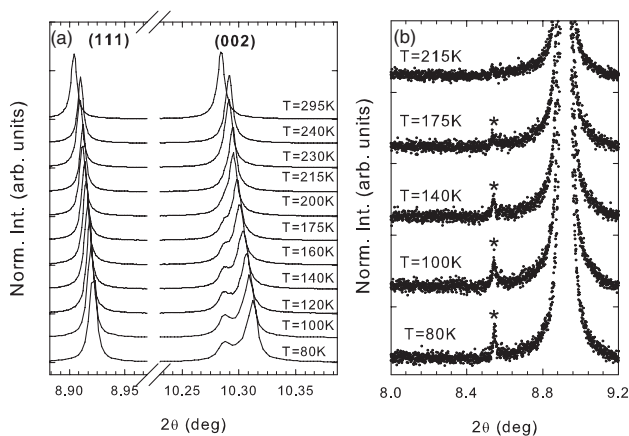 (a)
(111)
(002)
T=295K
T=240K
T=230K
T=215K
T=200K
T=175K
T=160K
T=140K
T=120K
T=100K
T=80K
Norm. Int. (arb. units)
8.90
8.95
10.25
10.30
10.35
2θ (deg)
(b)
T=215K
T=175K
*
T=140K
*
T=100K
*
T=80K
*
Norm. Int. (arb. units)
8.0
8.4
8.8
9.2
2θ (deg)